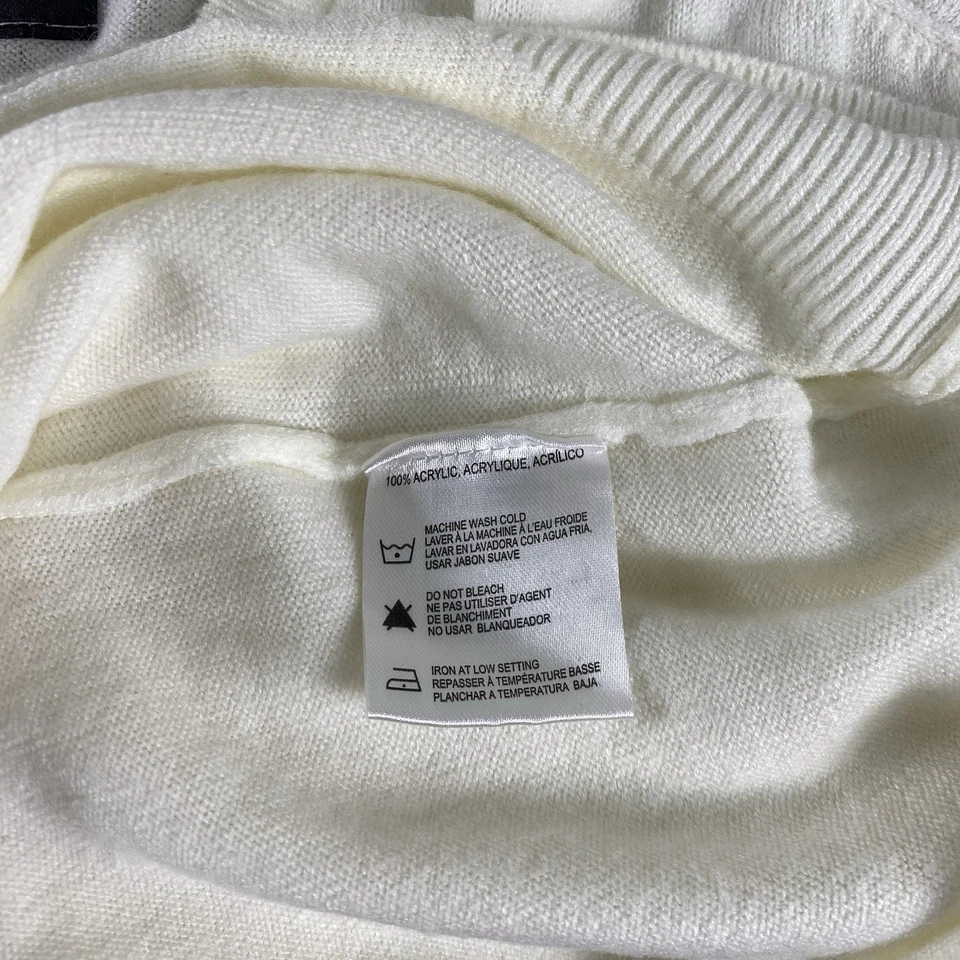 100% ACRYLIC, ACRYLIQUE, ACRÍLICO
MACHINE WASH COLD
LAVER À LA MACHINE À L'EAU FROIDE
LAVAR EN LAVADORA CON AGUA FRIA,
USAR JABON SUAVE
DO NOT BLEACH
NE PAS UTILISER D'AGENT
DE BLANCHIMENT
NO USAR BLANQUEADOR
IRON AT LOW SETTING
REPASSER À TEMPÉRATURE BASSE
PLANCHAR A TEMPERATURA BAJA